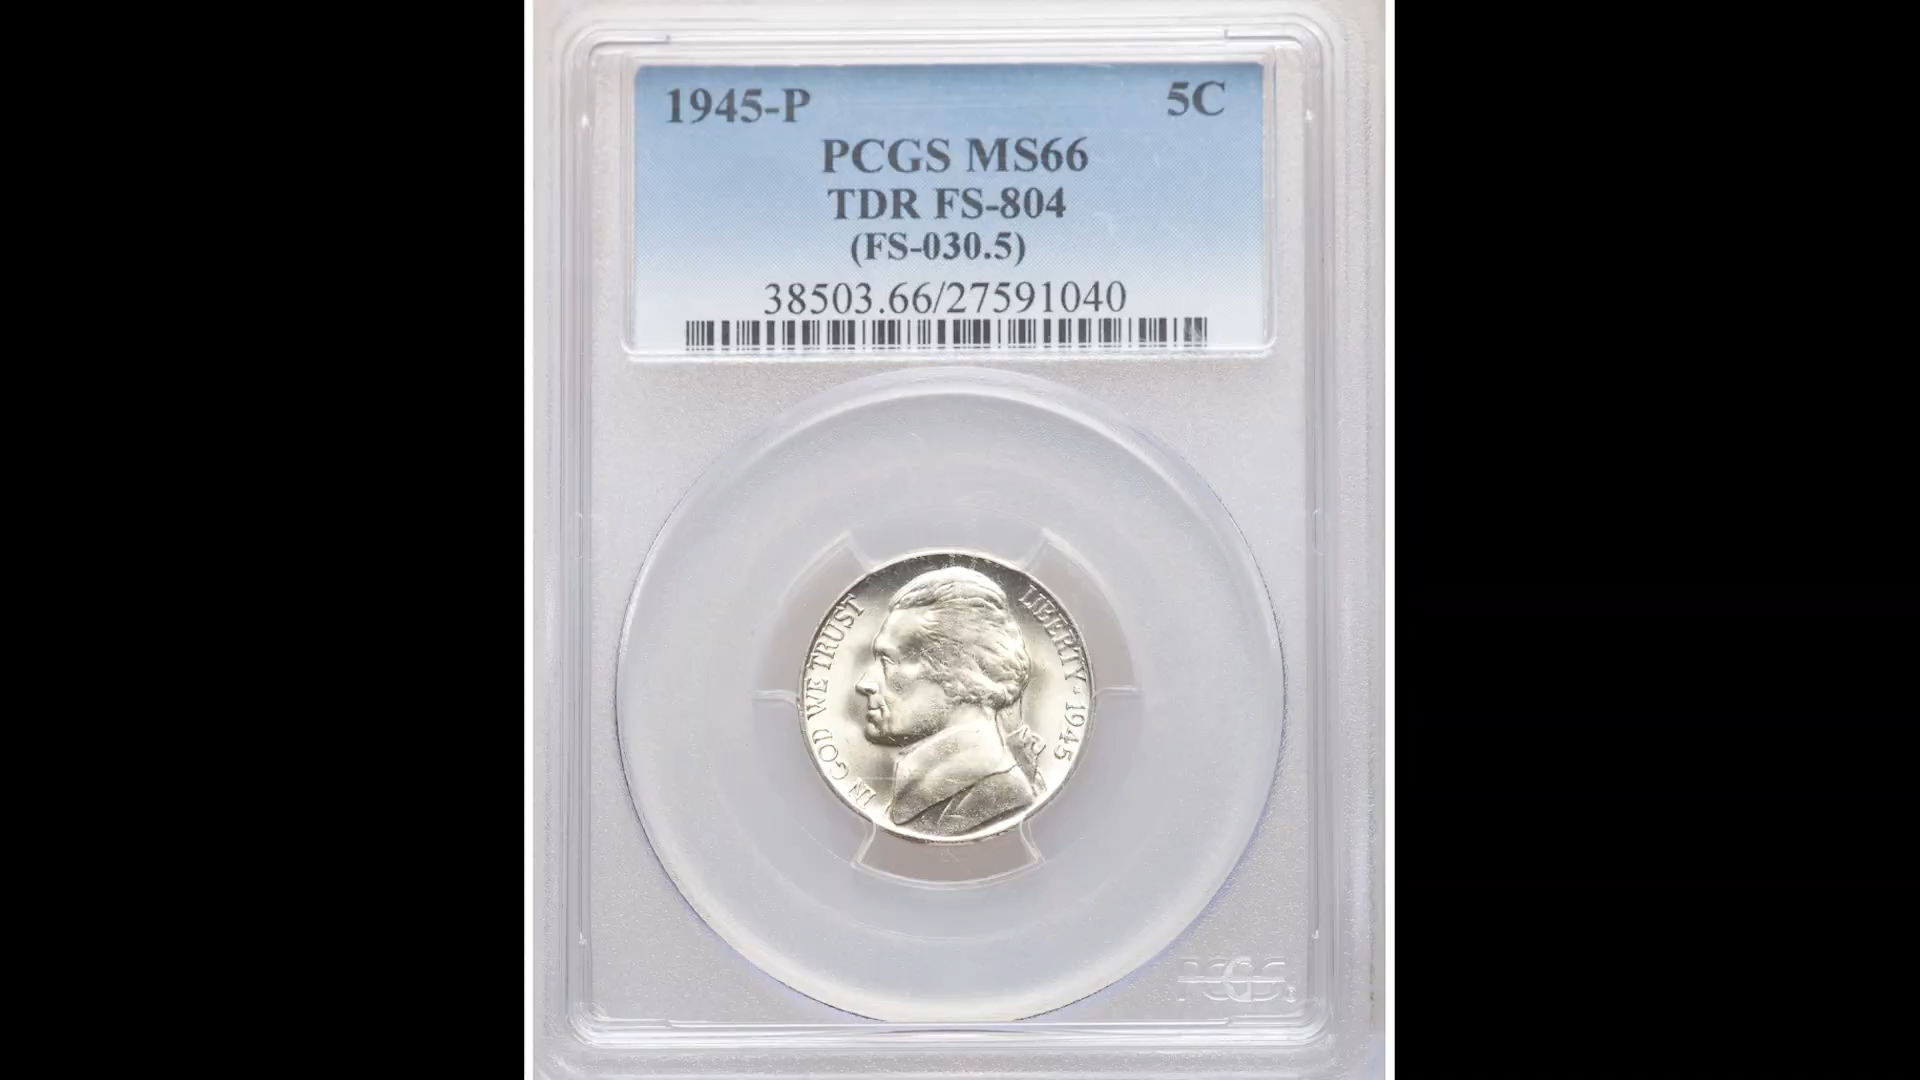 1945-P 5C
PCGS MS66
TDR FS-804
(FS-030.5)
38503.66/27591040
IN GOD WE TRUST
LIBERTY
1945
PCGS